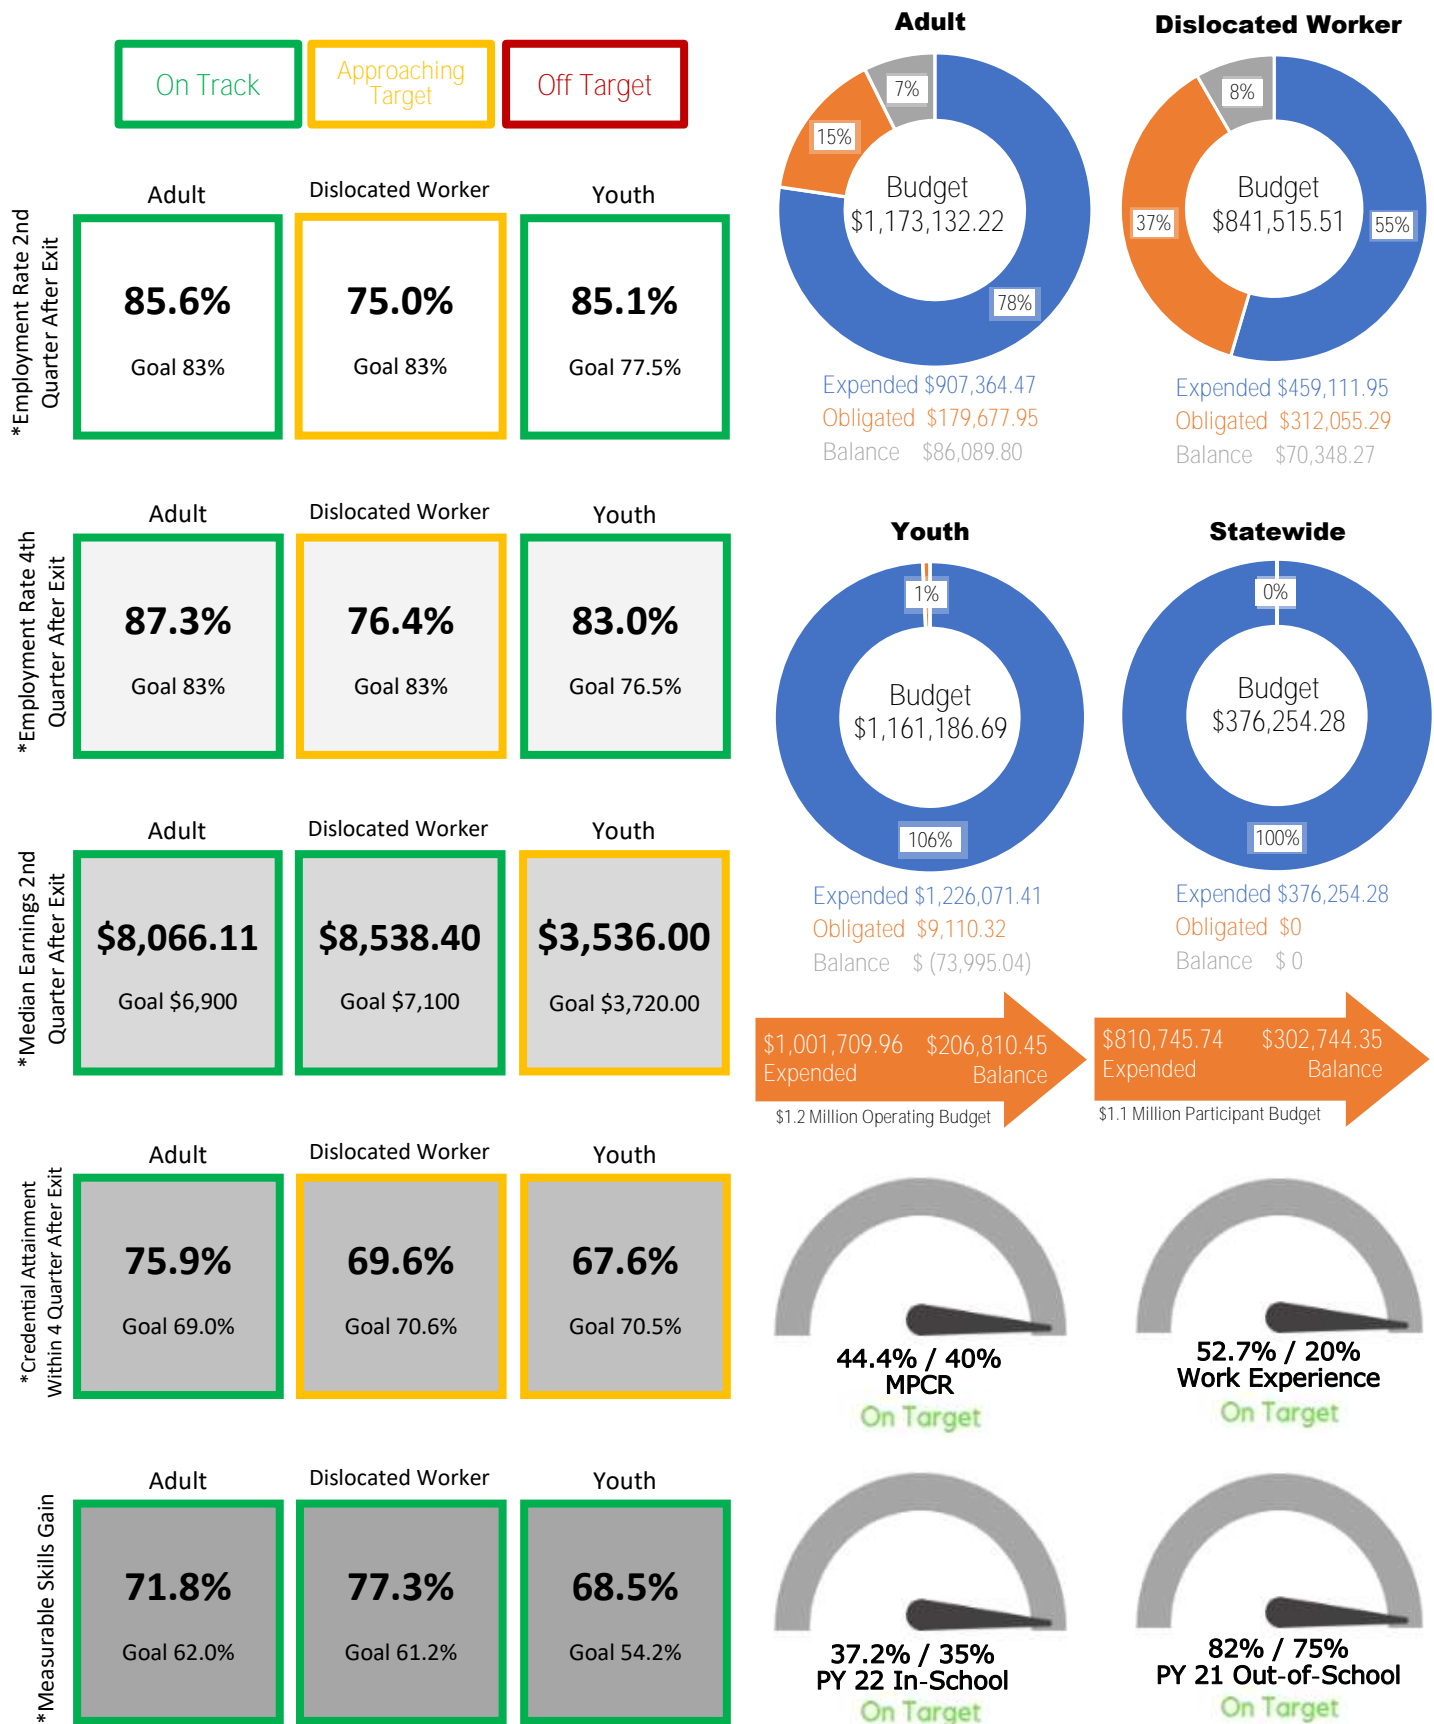 On Track
Approaching
Target
Off Target
*Employment Rate 2nd
Quarter After Exit
Adult
85.6%
Goal 83%
Dislocated Worker
75.0%
Goal 83%
Youth
85.1%
Goal 77.5%
*Employment Rate 4th
Quarter After Exit
Adult
87.3%
Goal 83%
Dislocated Worker
76.4%
Goal 83%
Youth
83.0%
Goal 76.5%
*Median Earnings 2nd
Quarter After Exit
Adult
$8,066.11
Goal $6,900
Dislocated Worker
$8,538.40
Goal $7,100
Youth
$3,536.00
Goal $3,720.00
*Credential Attainment
Within 4 Quarter After Exit
Adult
75.9%
Goal 69.0%
Dislocated Worker
69.6%
Goal 70.6%
Youth
67.6%
Goal 70.5%
*Measurable Skills Gain
Adult
71.8%
Goal 62.0%
Dislocated Worker
77.3%
Goal 61.2%
Youth
68.5%
Goal 54.2%
Adult
7%
15%
78%
Budget
$1,173,132.22
Expended $907,364.47
Obligated $179,677.95
Balance $86,089.80
Dislocated Worker
8%
37%
55%
Budget
$841,515.51
Expended $459,111.95
Obligated $312,055.29
Balance $70,348.27
Youth
1%
Budget
$1,161,186.69
106%
Expended $1,226,071.41
Obligated $9,110.32
Balance $ (73,995.04)
Statewide
0%
Budget
$376,254.28
100%
Expended $376,254.28
Obligated $0
Balance $ 0
$1,001,709.96 $206,810.45
Expended Balance
$1.2 Million Operating Budget
$810,745.74 $302,744.35
Expended Balance
$1.1 Million Participant Budget
44.4% / 40%
MPCR
On Target
52.7% / 20%
Work Experience
On Target
37.2% / 35%
PY 22 In-School
On Target
82% / 75%
PY 21 Out-of-School
On Target